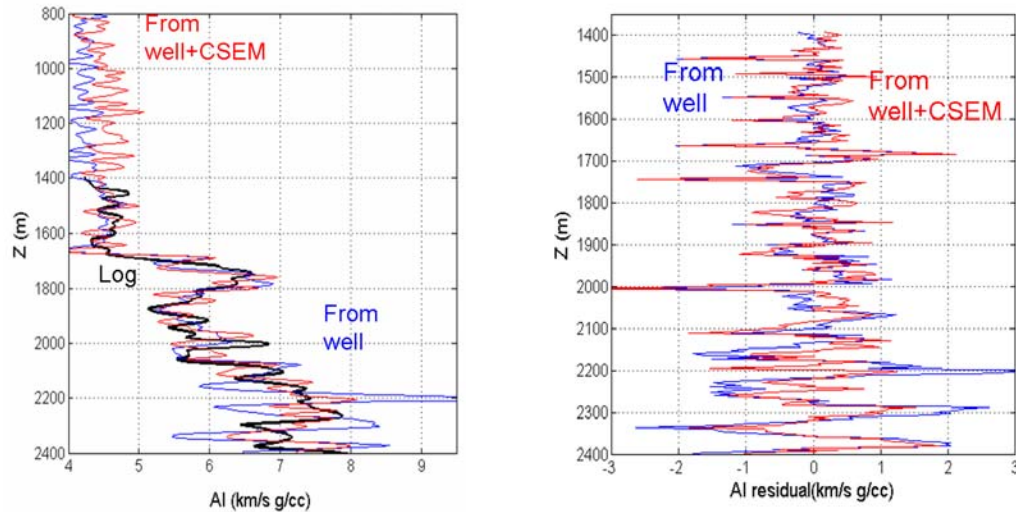 800
1000
1200
1400
1600
1800
2000
2200
2400
Z (m)
From
well+CSEM
Log
From
well
4
5
6
7
8
9
AI (km/s g/cc)
1400
1500
1600
1700
1800
1900
2000
2100
2200
2300
2400
Z (m)
From
well
From
well+CSEM
-3
-2
-1
0
1
2
3
AI residual(km/s g/cc)